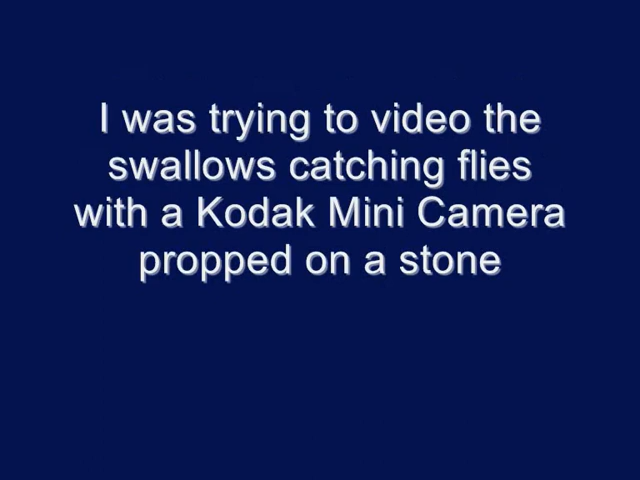 I was trying to video the
swallows catching flies
with a Kodak Mini Camera
propped on a stone